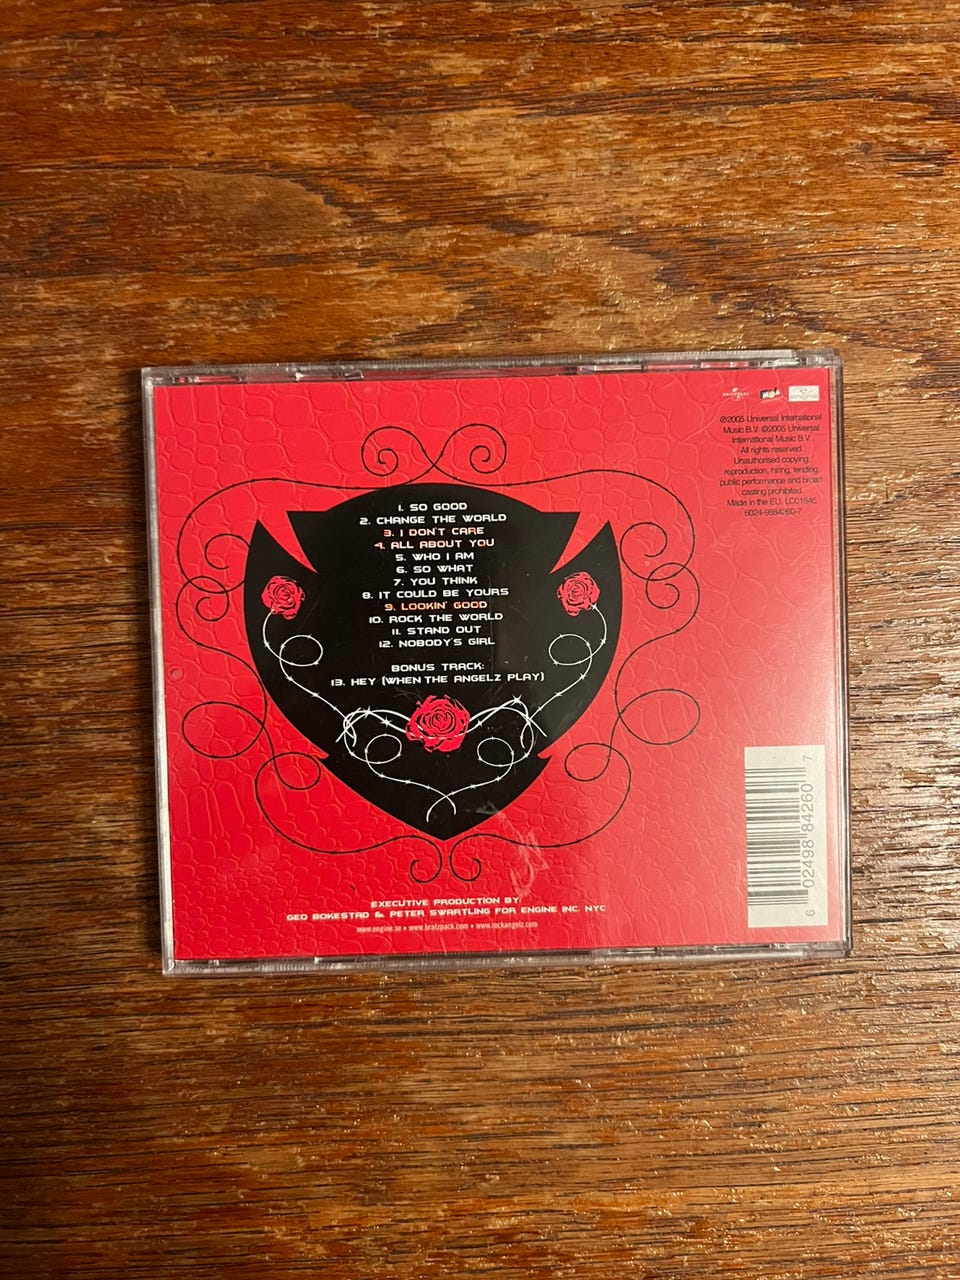 UNIVERSAL
MGA
engine
℗2005 Universal International
Music B.V. ©2005 Universal
International Music B.V.
All rights reserved.
Unauthorised copying
reproduction, hiring, lending,
public performance and broad-
casting prohibited.
Made in the EU. LC01846.
6024-9884260-7
1. SO GOOD
2. CHANGE THE WORLD
3. I DON'T CARE
4. ALL ABOUT YOU
5. WHO I AM
6. SO WHAT
7. YOU THINK
8. IT COULD BE YOURS
9. LOOKIN' GOOD
10. ROCK THE WORLD
11. STAND OUT
12. NOBODY'S GIRL
BONUS TRACK:
13. HEY (WHEN THE ANGELZ PLAY)
6 02498 84260 7
EXECUTIVE PRODUCTION BY:
GEO BOKESTAD & PETER SWARTLING FOR ENGINE INC. NYC
www.engine.se • www.bratzpack.com • www.rockangelz.com